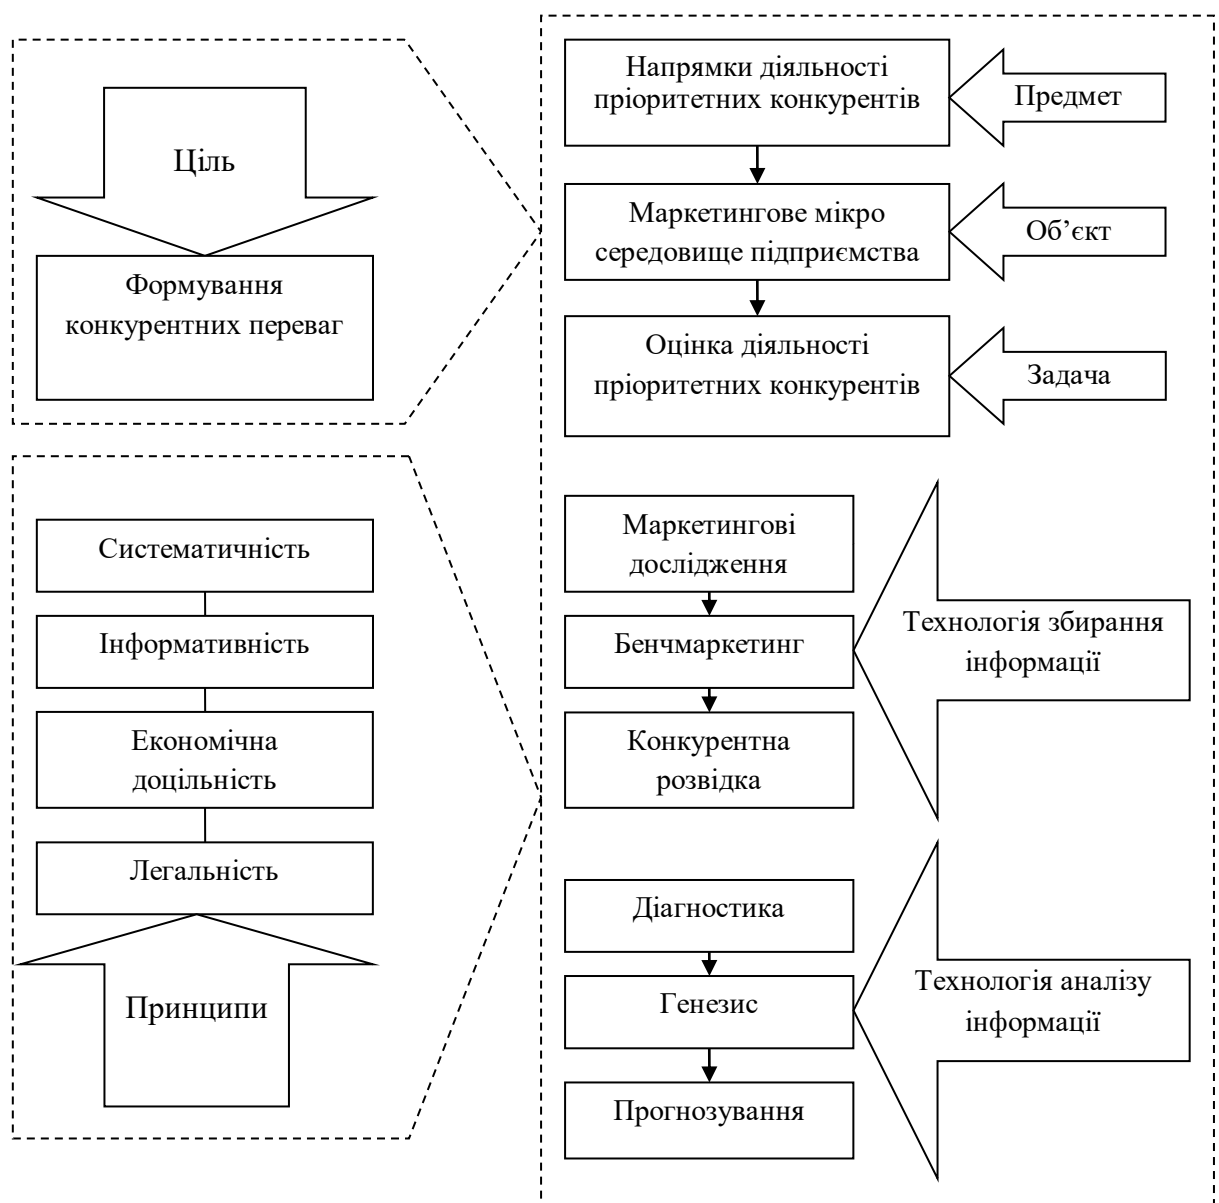 Ціль
Формування
конкурентних переваг
Систематичність
Інформативність
Економічна
доцільність
Легальність
Принципи
Напрямки діяльності
пріоритетних конкурентів
Предмет
Маркетингове мікро
середовище підприємства
Об’єкт
Оцінка діяльності
пріоритетних конкурентів
Задача
Маркетингові
дослідження
Бенчмаркетинг
Конкурентна
розвідка
Технологія збирання
інформації
Діагностика
Генезис
Прогнозування
Технологія аналізу
інформації